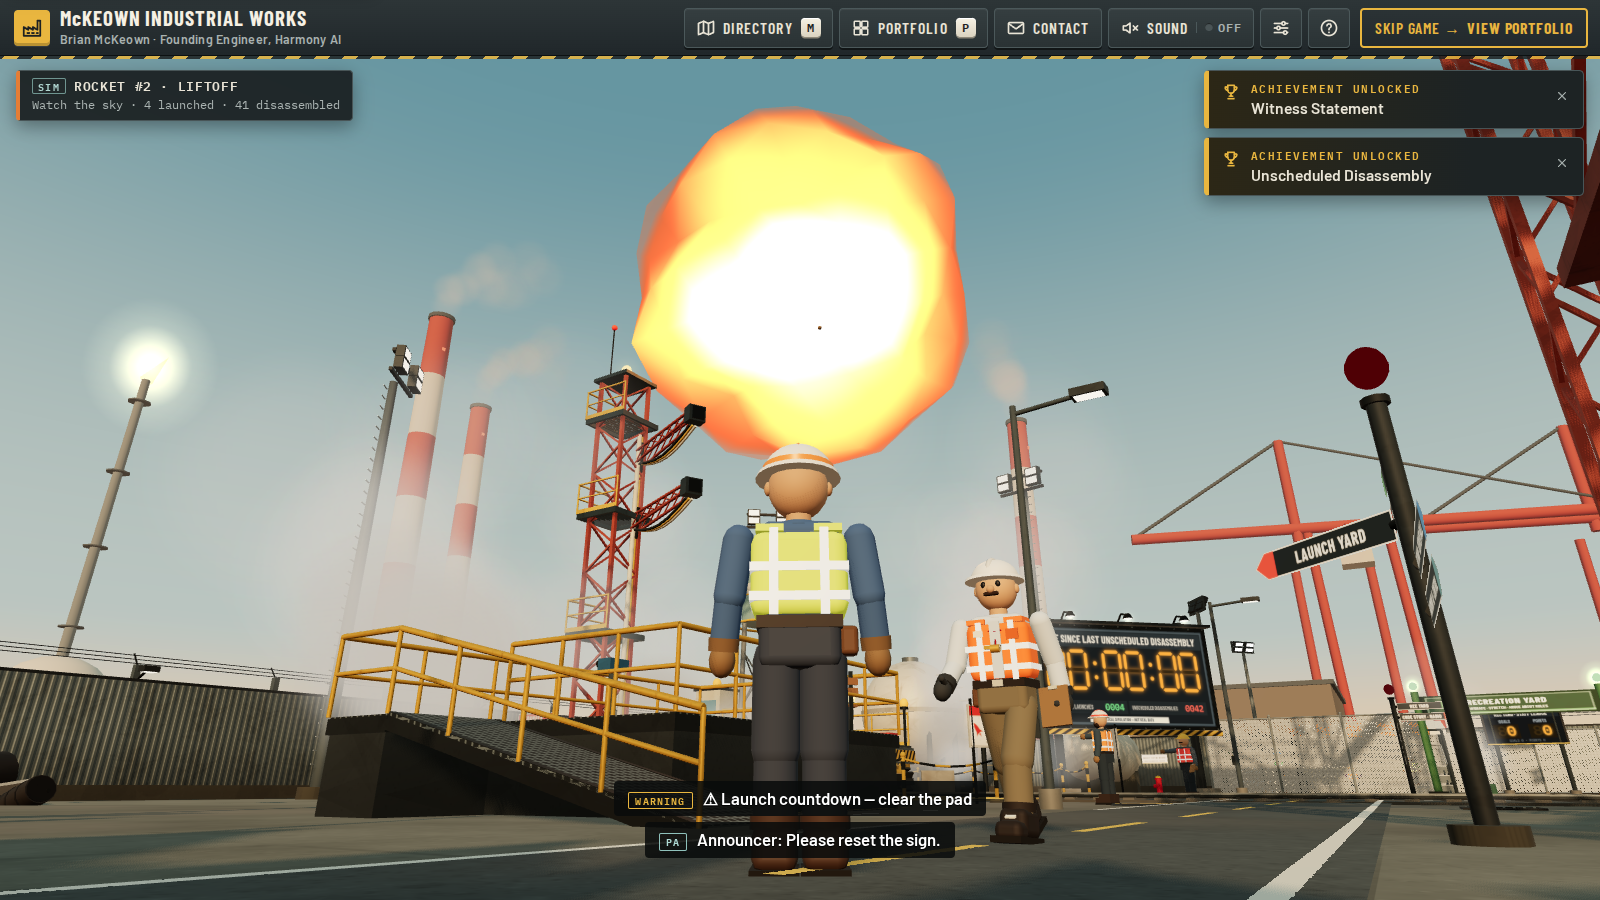 McKEOWN INDUSTRIAL WORKS
Brian McKeown · Founding Engineer, Harmony AI
DIRECTORY M
PORTFOLIO P
CONTACT
SOUND OFF
SKIP GAME → VIEW PORTFOLIO
SIM ROCKET #2 · LIFTOFF
Watch the sky · 4 launched · 41 disassembled
ACHIEVEMENT UNLOCKED
Witness Statement
ACHIEVEMENT UNLOCKED
Unscheduled Disassembly
LAUNCH YARD
SINCE LAST UNSCHEDULED DISASSEMBLY
0:00:00
LAUNCHES 0004 UNSCHEDULED DISASSEMBLIES 0042
RECREATION YARD
WARNING ⚠ Launch countdown — clear the pad
PA Announcer: Please reset the sign.